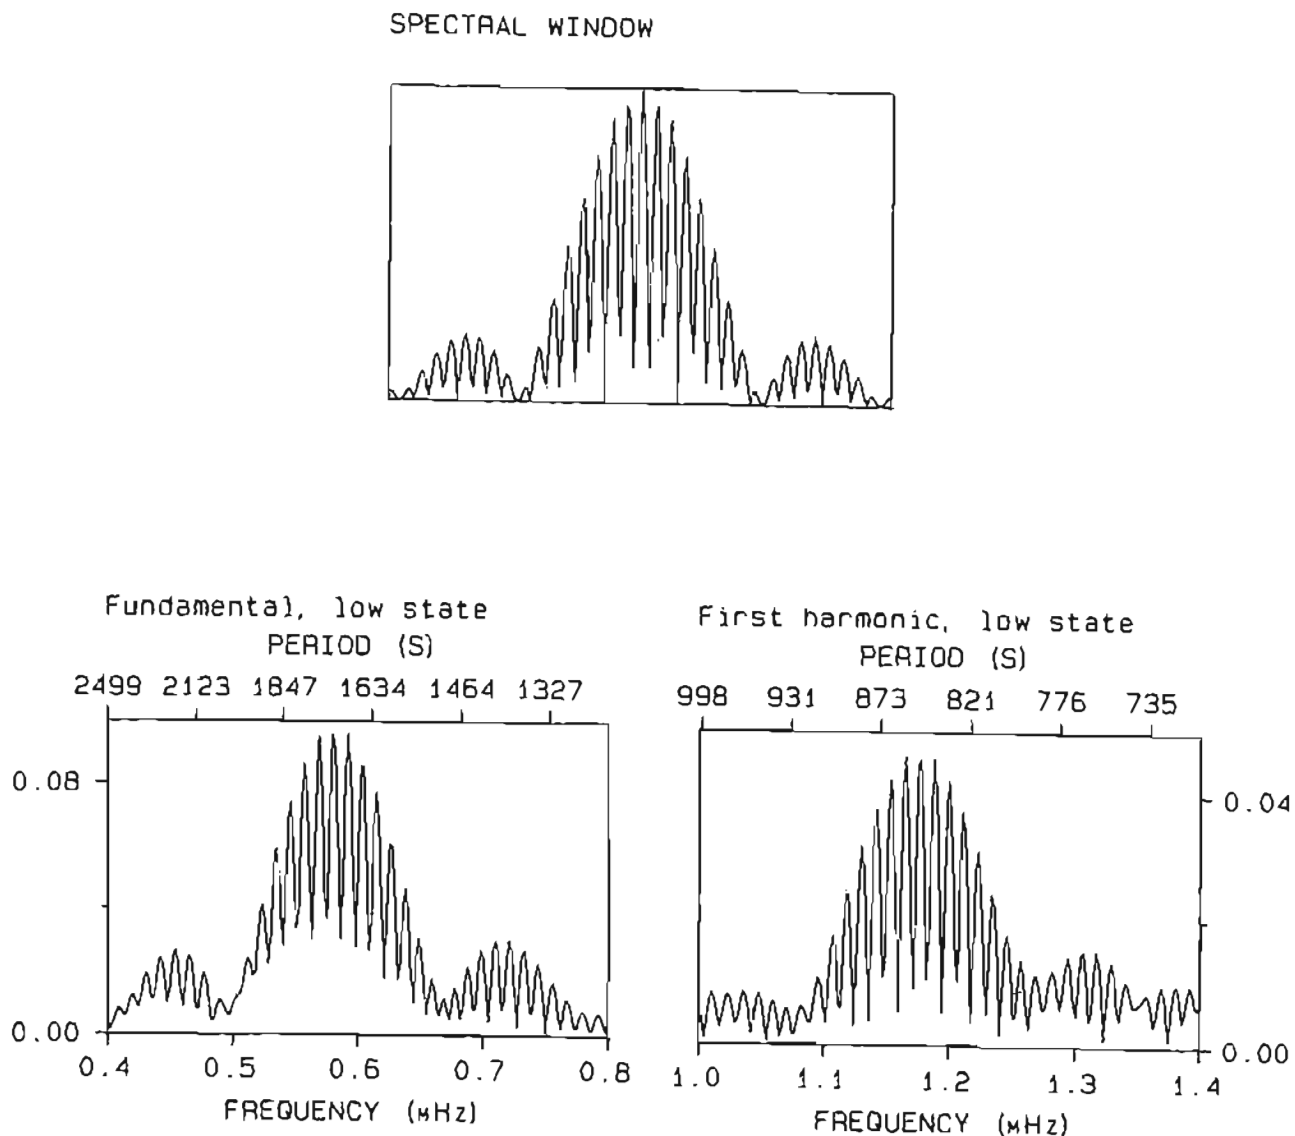 SPECTRAL WINDOW
Fundamental, low state
PERIOD (S)
2499 2123 1847 1634 1464 1327
0.08
0.00
0.4 0.5 0.6 0.7 0.8
FREQUENCY (мHz)
First harmonic, low state
PERIOD (S)
998 931 873 821 776 735
0.04
0.00
1.0 1.1 1.2 1.3 1.4
FREQUENCY (мHz)